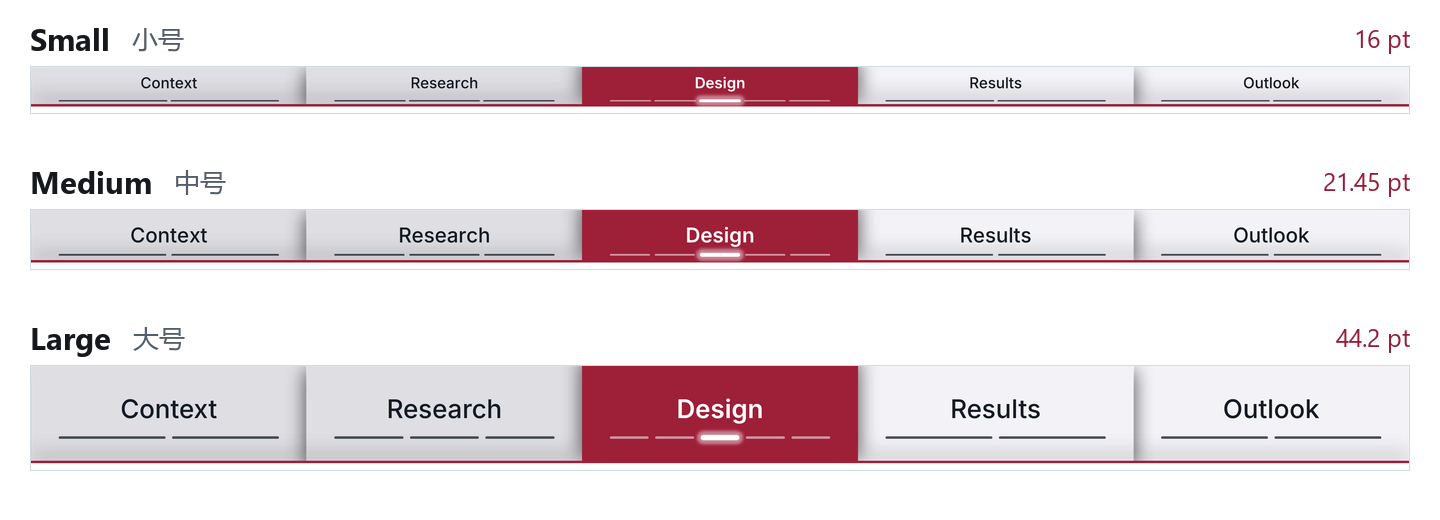 Small 小号 16 pt
Context Research Design Results Outlook
Medium 中号 21.45 pt
Context Research Design Results Outlook
Large 大号 44.2 pt
Context Research Design Results Outlook